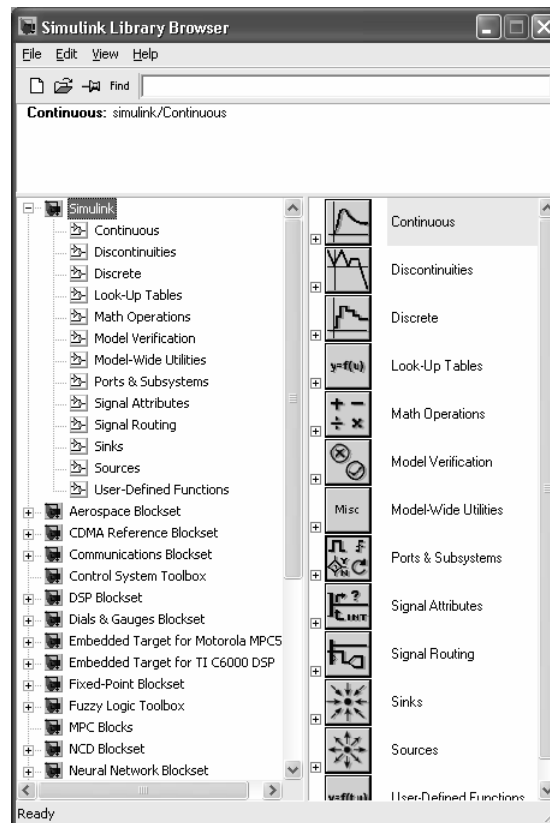 Simulink Library Browser
File Edit View Help
Find
Continuous: simulink/Continuous
Simulink
Continuous
Discontinuities
Discrete
Look-Up Tables
Math Operations
Model Verification
Model-Wide Utilities
Ports & Subsystems
Signal Attributes
Signal Routing
Sinks
Sources
User-Defined Functions
Aerospace Blockset
CDMA Reference Blockset
Communications Blockset
Control System Toolbox
DSP Blockset
Dials & Gauges Blockset
Embedded Target for Motorola MPC5
Embedded Target for TI C6000 DSP
Fixed-Point Blockset
Fuzzy Logic Toolbox
MPC Blocks
NCD Blockset
Neural Network Blockset
Continuous
Discontinuities
Discrete
y=f(u) Look-Up Tables
+ − ÷ × Math Operations
Model Verification
Misc Model-Wide Utilities
Y N Ports & Subsystems
? INT Signal Attributes
Signal Routing
Sinks
Sources
User-Defined Functions
Ready